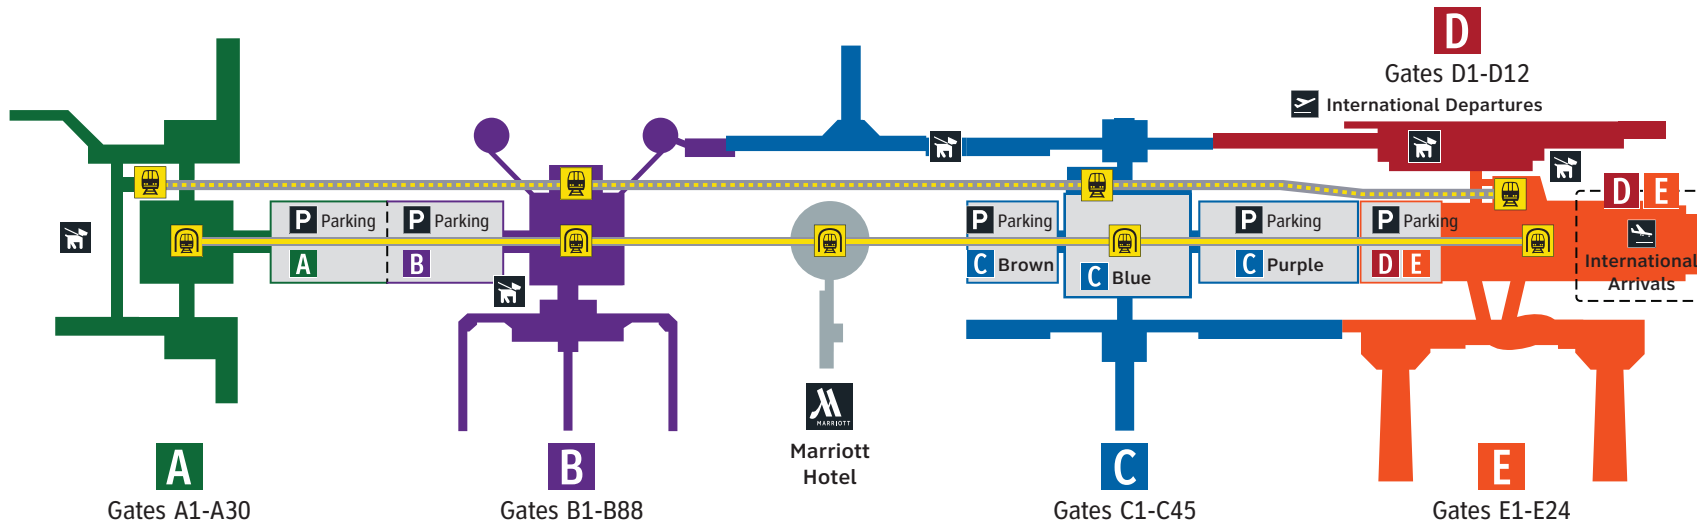 D
Gates D1-D12
International Departures
P Parking
A
P Parking
B
P Parking
C Brown
C Blue
P Parking
C Purple
P Parking
D E
D E
International
Arrivals
MARRIOTT
Marriott
Hotel
A
Gates A1-A30
B
Gates B1-B88
C
Gates C1-C45
E
Gates E1-E24